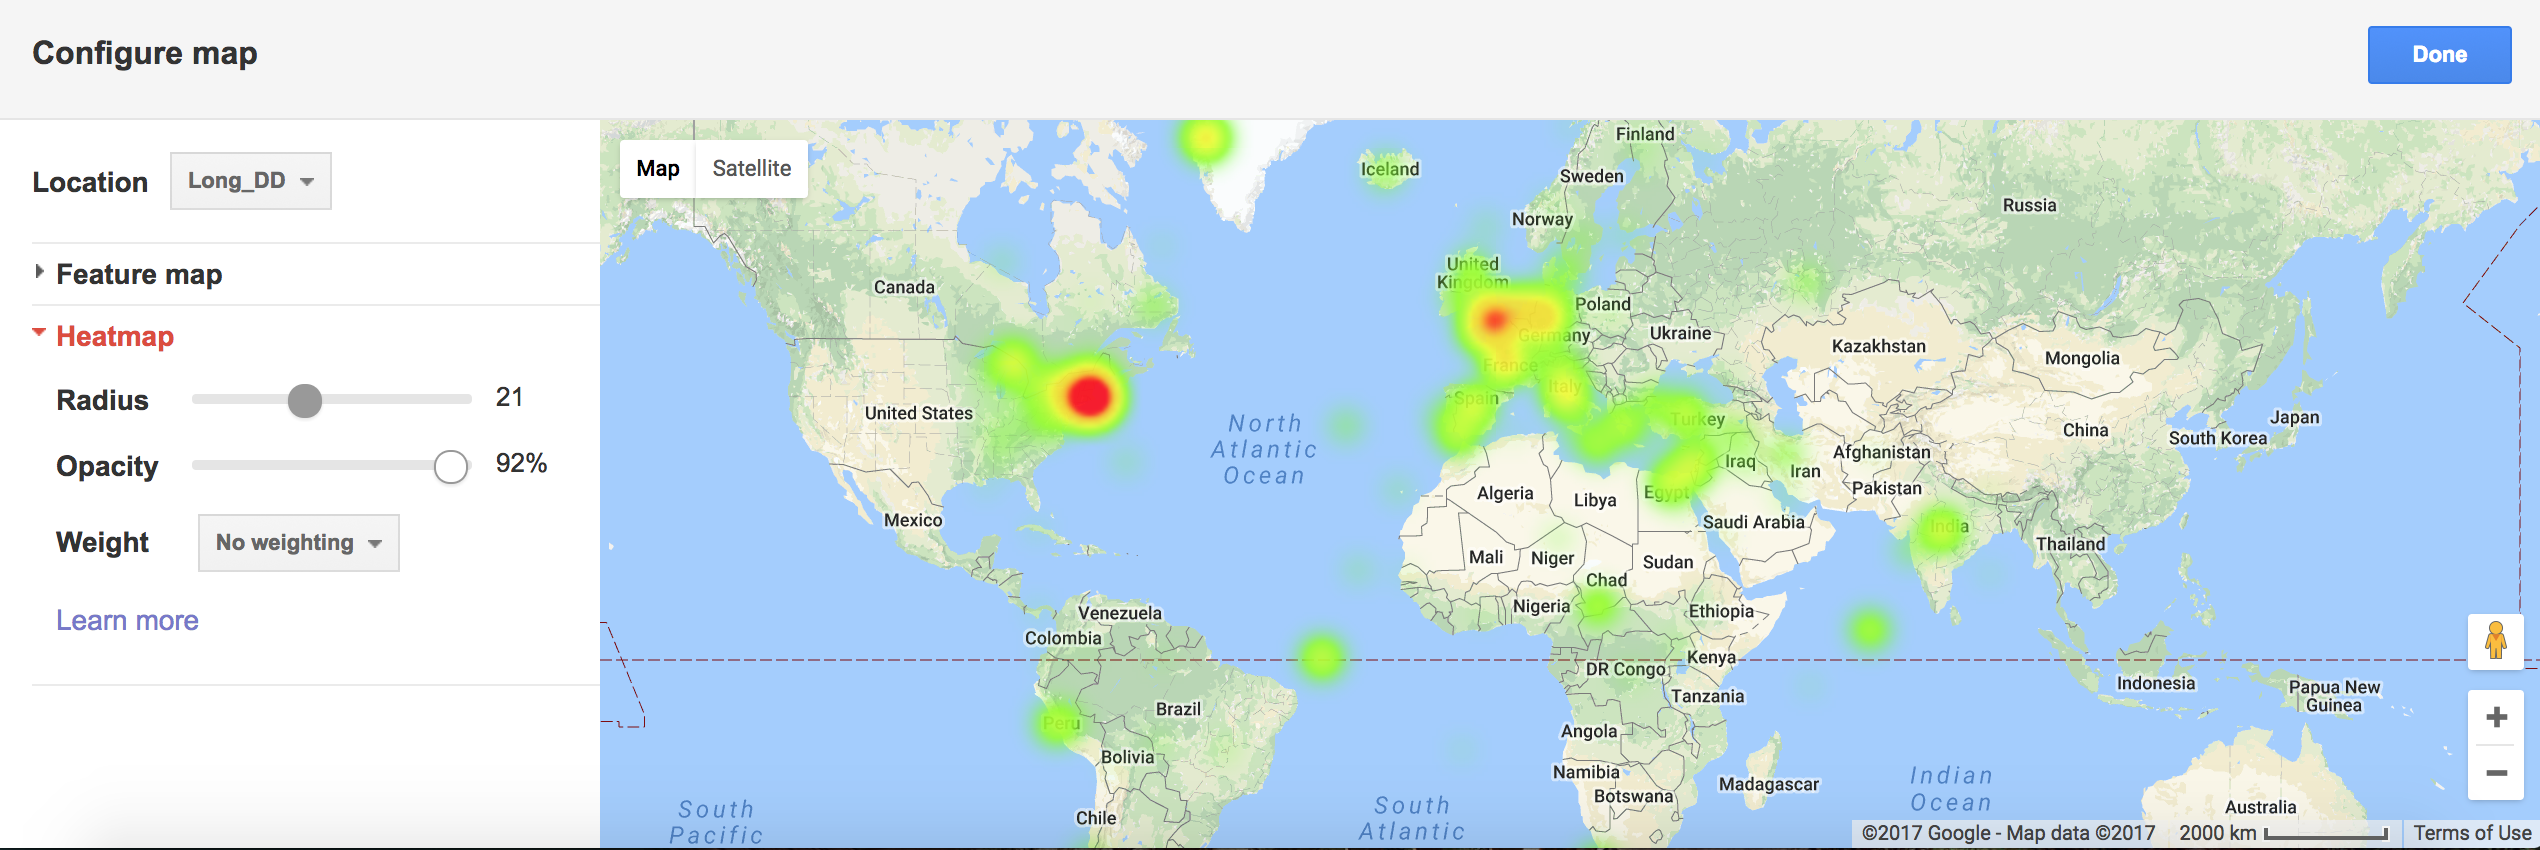 Configure map
Done
Location
Long_DD
Feature map
Heatmap
Radius
21
Opacity
92%
Weight
No weighting
Learn more
Map
Satellite
Finland
Iceland
Sweden
Russia
Norway
United
Kingdom
Canada
Poland
Germany
Ukraine
Kazakhstan
Mongolia
France
Italy
Spain
United States
North
Atlantic
Ocean
Turkey
Japan
China
South Korea
Afghanistan
Iraq
Iran
Pakistan
Algeria
Libya
Egypt
Mexico
Saudi Arabia
India
Thailand
Mali
Niger
Sudan
Chad
Nigeria
Ethiopia
Venezuela
Colombia
DR Congo
Kenya
Indonesia
Papua New
Guinea
Tanzania
Brazil
Peru
Angola
Bolivia
Namibia
Botswana
Madagascar
Indian
Ocean
South
Pacific
South
Atlantic
Chile
Australia
©2017 Google - Map data ©2017
2000 km
Terms of Use